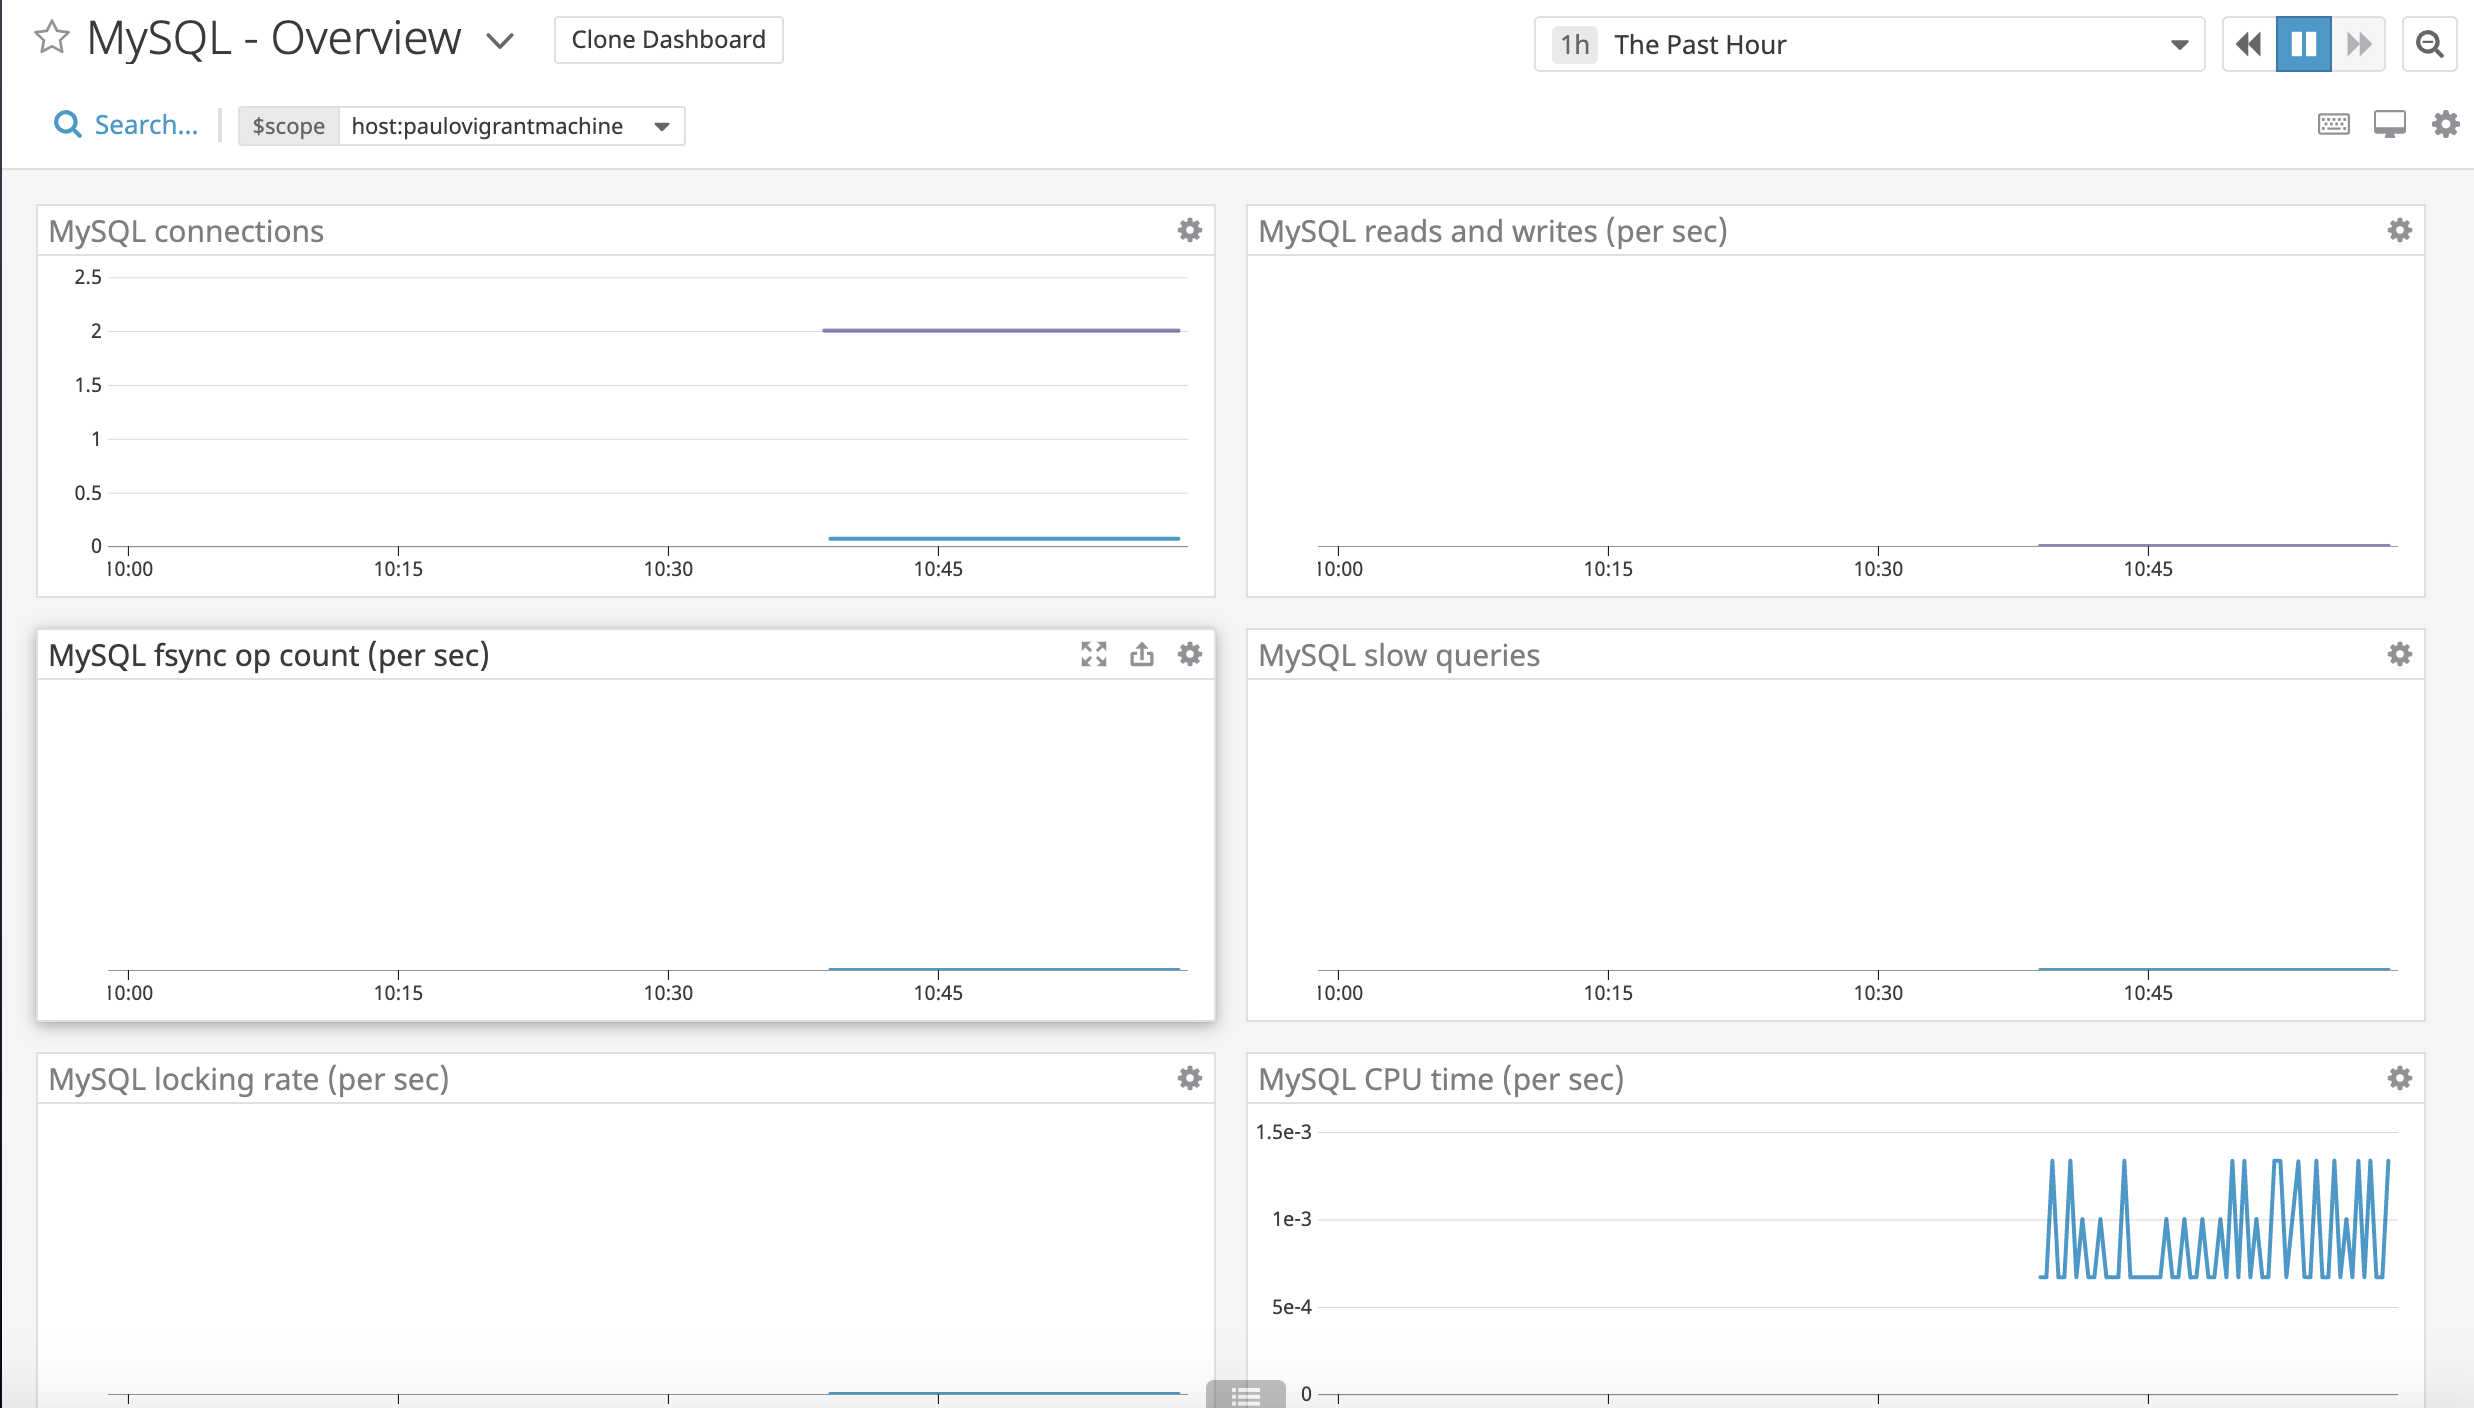 MySQL - Overview
Clone Dashboard
1h The Past Hour
Search...
$scope host:paulovigrantmachine
MySQL connections
2.5
2
1.5
1
0.5
0
10:00 10:15 10:30 10:45
MySQL reads and writes (per sec)
10:00 10:15 10:30 10:45
MySQL fsync op count (per sec)
10:00 10:15 10:30 10:45
MySQL slow queries
10:00 10:15 10:30 10:45
MySQL locking rate (per sec)
MySQL CPU time (per sec)
1.5e-3
1e-3
5e-4
0